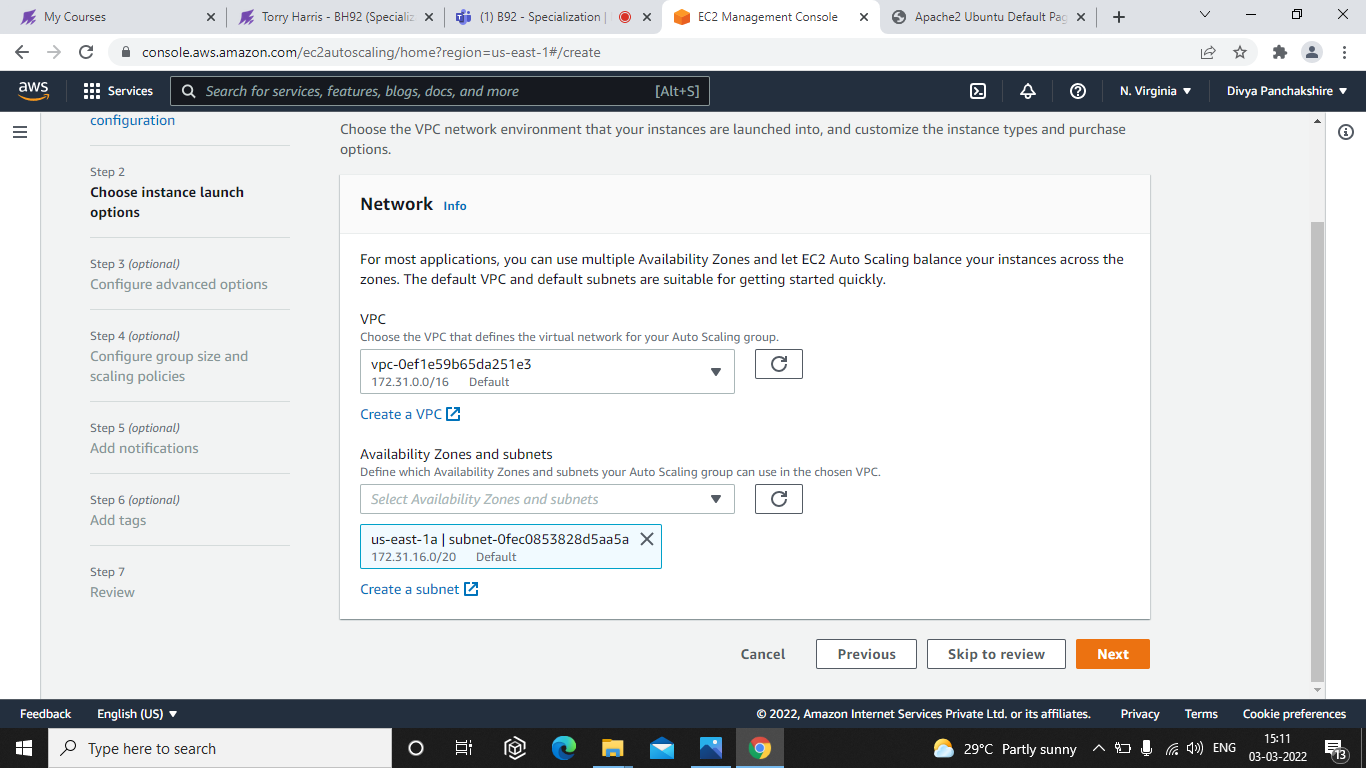 My Courses
Torry Harris - BH92 (Specializ
(1) B92 - Specialization |
EC2 Management Console
Apache2 Ubuntu Default Pag
console.aws.amazon.com/ec2autoscaling/home?region=us-east-1#/create
aws
Services
Search for services, features, blogs, docs, and more
[Alt+S]
N. Virginia
Divya Panchakshire
configuration
Step 2
Choose instance launch
options
Step 3 (optional)
Configure advanced options
Step 4 (optional)
Configure group size and
scaling policies
Step 5 (optional)
Add notifications
Step 6 (optional)
Add tags
Step 7
Review
Choose the VPC network environment that your instances are launched into, and customize the instance types and purchase
options.
Network Info
For most applications, you can use multiple Availability Zones and let EC2 Auto Scaling balance your instances across the
zones. The default VPC and default subnets are suitable for getting started quickly.
VPC
Choose the VPC that defines the virtual network for your Auto Scaling group.
vpc-0ef1e59b65da251e3
172.31.0.0/16 Default
Create a VPC
Availability Zones and subnets
Define which Availability Zones and subnets your Auto Scaling group can use in the chosen VPC.
Select Availability Zones and subnets
us-east-1a | subnet-0fec0853828d5aa5a
172.31.16.0/20 Default
Create a subnet
Cancel
Previous
Skip to review
Next
Feedback
English (US)
© 2022, Amazon Internet Services Private Ltd. or its affiliates.
Privacy
Terms
Cookie preferences
Type here to search
29°C Partly sunny
ENG
15:11
03-03-2022
13